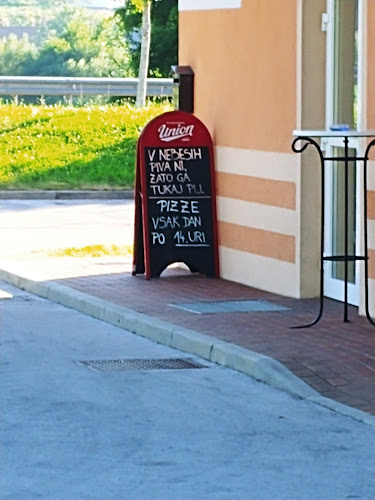 Union
V NEBESIH
PIVA NI,
ZATO GA
TUKAJ PIJ.
PIZZE
VSAK DAN
PO 14. URI